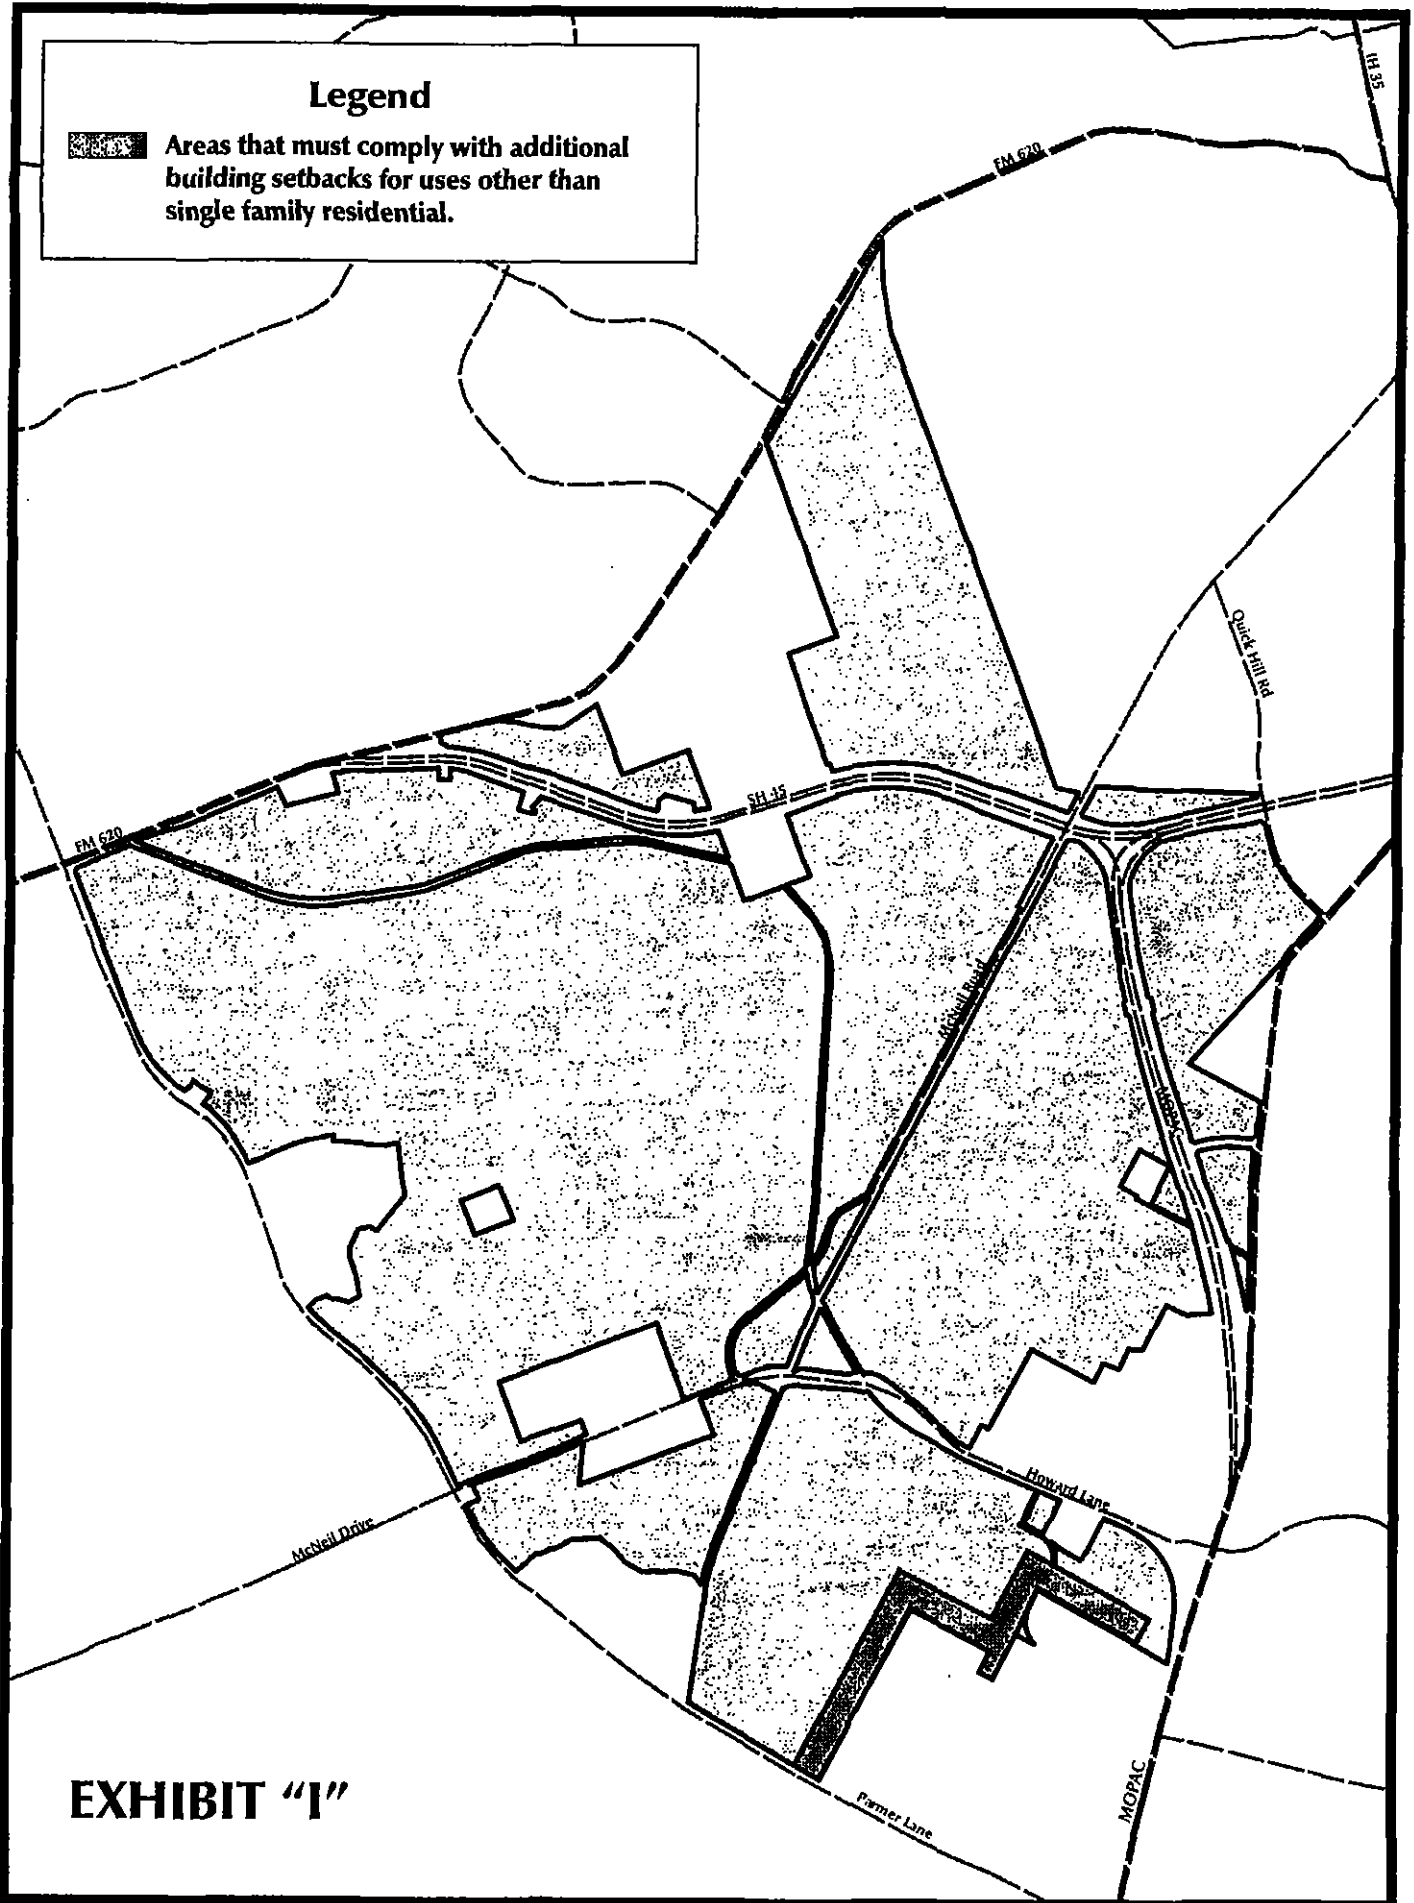 Legend
Areas that must comply with additional
building setbacks for uses other than
single family residential.
IH 35
FM 620
Quick Hill Rd
SH 45
FM 620
McNeil Road
MOPAC
Howard Lane
McNeil Drive
Parmer Lane
MOPAC
EXHIBIT "I"